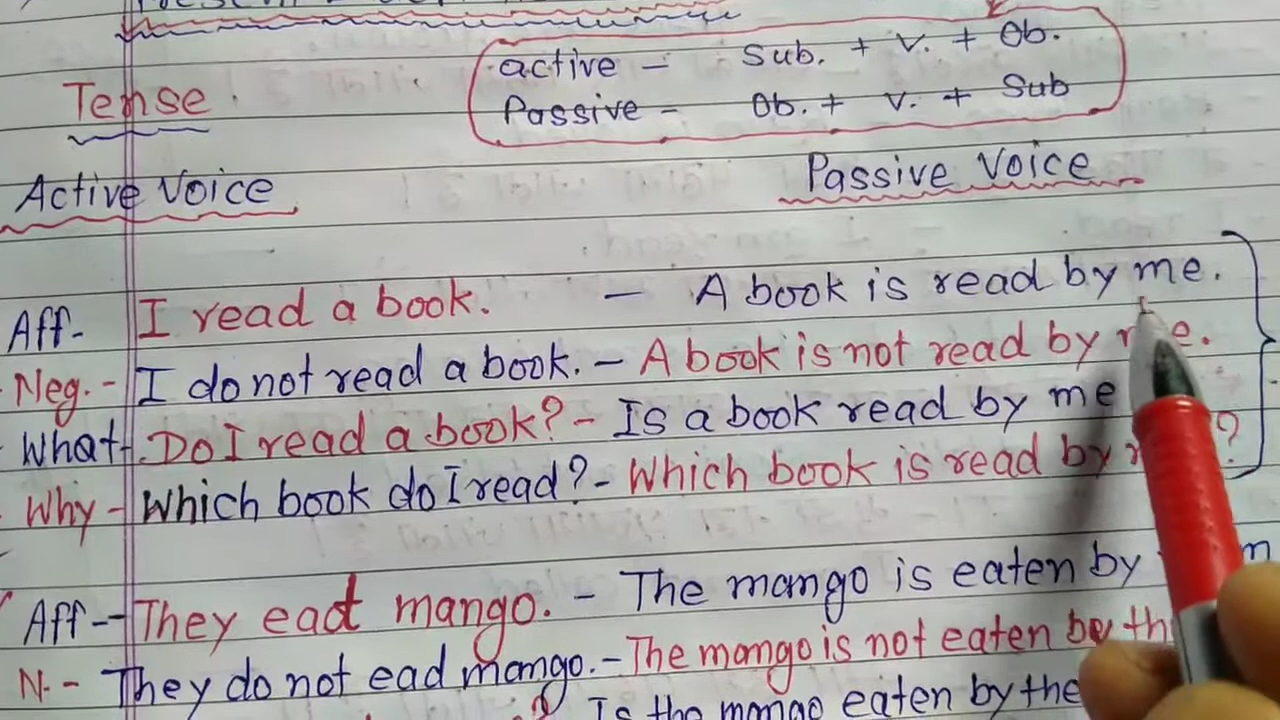 Tense
active - Sub. + V. + Ob.
Passive - Ob. + V. + Sub
Active Voice
Passive Voice
Aff- I read a book. - A book is read by me.
Neg. - I do not read a book. - A book is not read by me.
What - Do I read a book? - Is a book read by me
Why - Which book do I read? - Which book is read by ?
Aff- They eat mango. - The mango is eaten by
N. - They do not ead mango. - The mango is not eaten by
Is the mango eaten by the